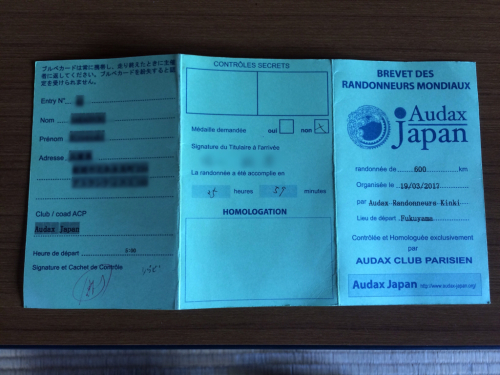 ブルベカードは常に携帯し、走り終えたときに主催
者に返してください。ブルベカードを紛失すると認
定を受けられません。
Entry N°
Nom
Prénom
Adresse
Club / coad ACP
Audax Japan
Heure de départ
Signature et Cachet de Contrôle
CONTRÔLES SECRETS
Médaille demandée oui non
Signature du Titulaire à l'arrivée
La randonnée a été accomplie en
heures 57 minutes
HOMOLOGATION
BREVET DES
RANDONNEURS MONDIAUX
Audax
Japan
randonnée de 600 km
Organisée le 19/03/2017
par Audax Randonneurs Kinki
Lieu de départ Fukuyama
Contrôlée et Homologuée exclusivement
par
AUDAX CLUB PARISIEN
Audax Japan http://www.audax-japan.org/